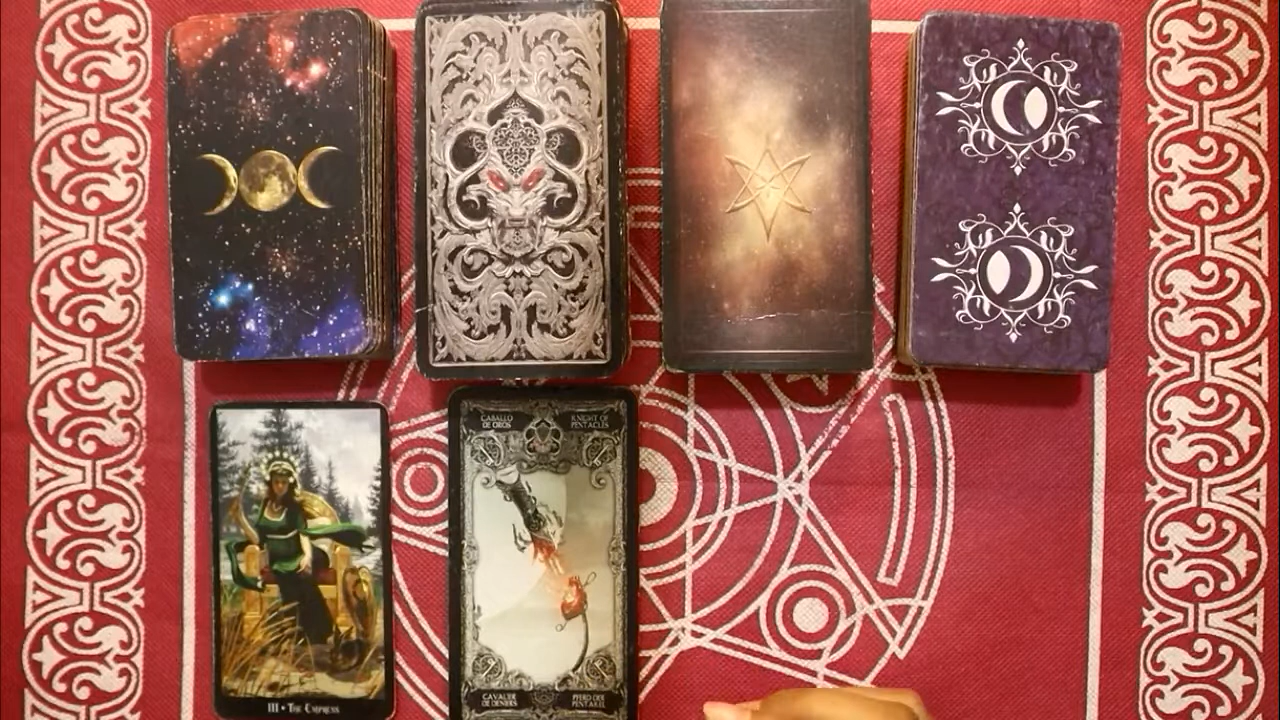 CABALLO
DE OROS
KNIGHT OF
PENTACLES
III • THE EMPRESS
CAVALIER
DE DENIERS
PFERD DER
PENTAKEL